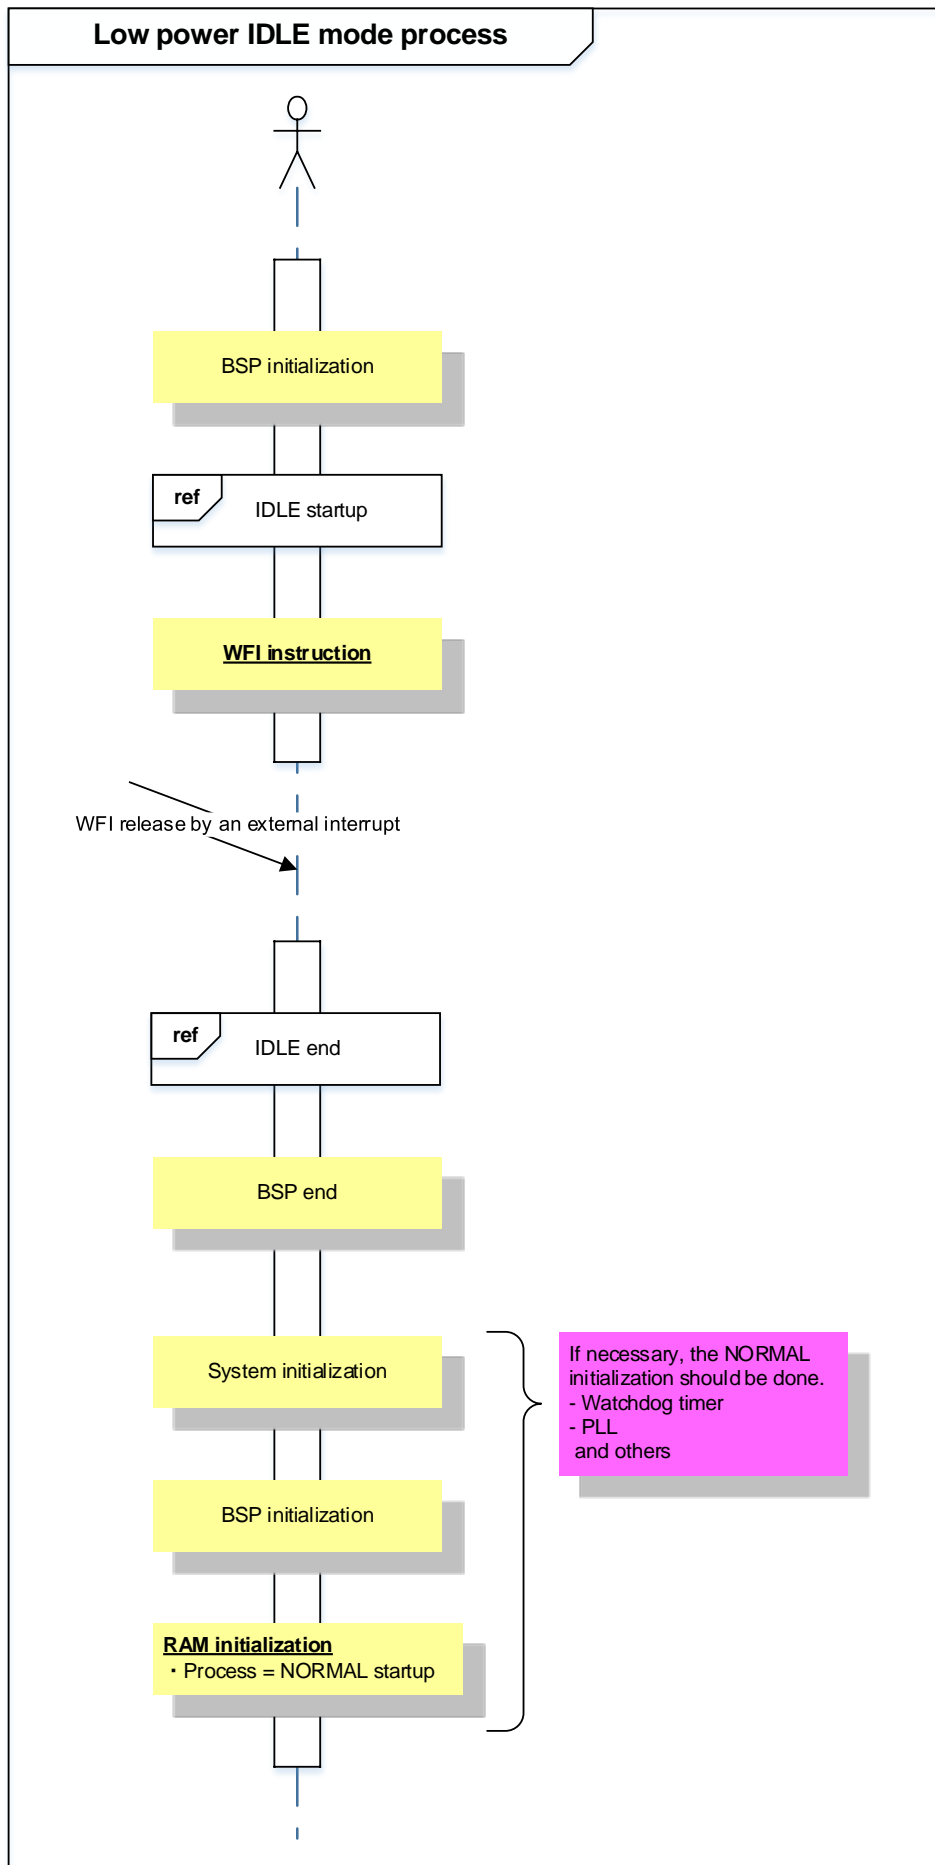 Low power IDLE mode process
BSP initialization
ref
IDLE startup
WFI instruction
WFI release by an external interrupt
ref
IDLE end
BSP end
System initialization
If necessary, the NORMAL
initialization should be done.
- Watchdog timer
- PLL
and others
BSP initialization
RAM initialization
・Process = NORMAL startup